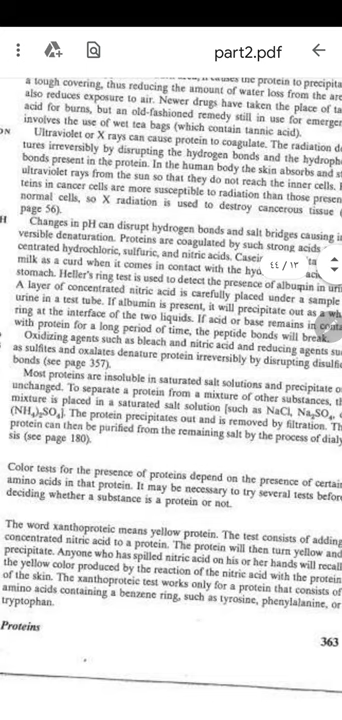 part2.pdf
the protein to precipita
a tough covering, thus reducing the amount of water loss from the are
also reduces exposure to air. Newer drugs have taken the place of ta
acid for burns, but an old-fashioned remedy still in use for emerger
involves the use of wet tea bags (which contain tannic acid).
ON
Ultraviolet or X rays can cause protein to coagulate. The radiation d
tures irreversibly by disrupting the hydrogen bonds and the hydroph
bonds present in the protein. In the human body the skin absorbs and s
ultraviolet rays from the sun so that they do not reach the inner cells.
teins in cancer cells are more susceptible to radiation than those presen
normal cells, so X radiation is used to destroy cancerous tissue (
page 56).
H
Changes in pH can disrupt hydrogen bonds and salt bridges causing i
versible denaturation. Proteins are coagulated by such strong acids
centrated hydrochloric, sulfuric, and nitric acids. Casein
milk as a curd when it comes in contact with the hyd
٤٤ / ١٣
stomach. Heller's ring test is used to detect the presence of albumin in uri
A layer of concentrated nitric acid is carefully placed under a sample
urine in a test tube. If albumin is present, it will precipitate out as a wh
ring at the interface of the two liquids. If acid or base remains in conta
with protein for a long period of time, the peptide bonds will break.
Oxidizing agents such as bleach and nitric acid and reducing agents su
as sulfites and oxalates denature protein irreversibly by disrupting disulfi
bonds (see page 357).
Most proteins are insoluble in saturated salt solutions and precipitate o
unchanged. To separate a protein from a mixture of other substances, th
mixture is placed in a saturated salt solution [such as NaCl, Na₂SO₄,
(NH₄)₂SO₄]. The protein precipitates out and is removed by filtration. Th
protein can then be purified from the remaining salt by the process of dialy
sis (see page 180).
Color tests for the presence of proteins depend on the presence of certai
amino acids in that protein. It may be necessary to try several tests before
deciding whether a substance is a protein or not.
The word xanthoproteic means yellow protein. The test consists of adding
concentrated nitric acid to a protein. The protein will then turn yellow and
precipitate. Anyone who has spilled nitric acid on his or her hands will recall
the yellow color produced by the reaction of the nitric acid with the protein
of the skin. The xanthoproteic test works only for a protein that consists of
amino acids containing a benzene ring, such as tyrosine, phenylalanine, or
tryptophan.
Proteins
363